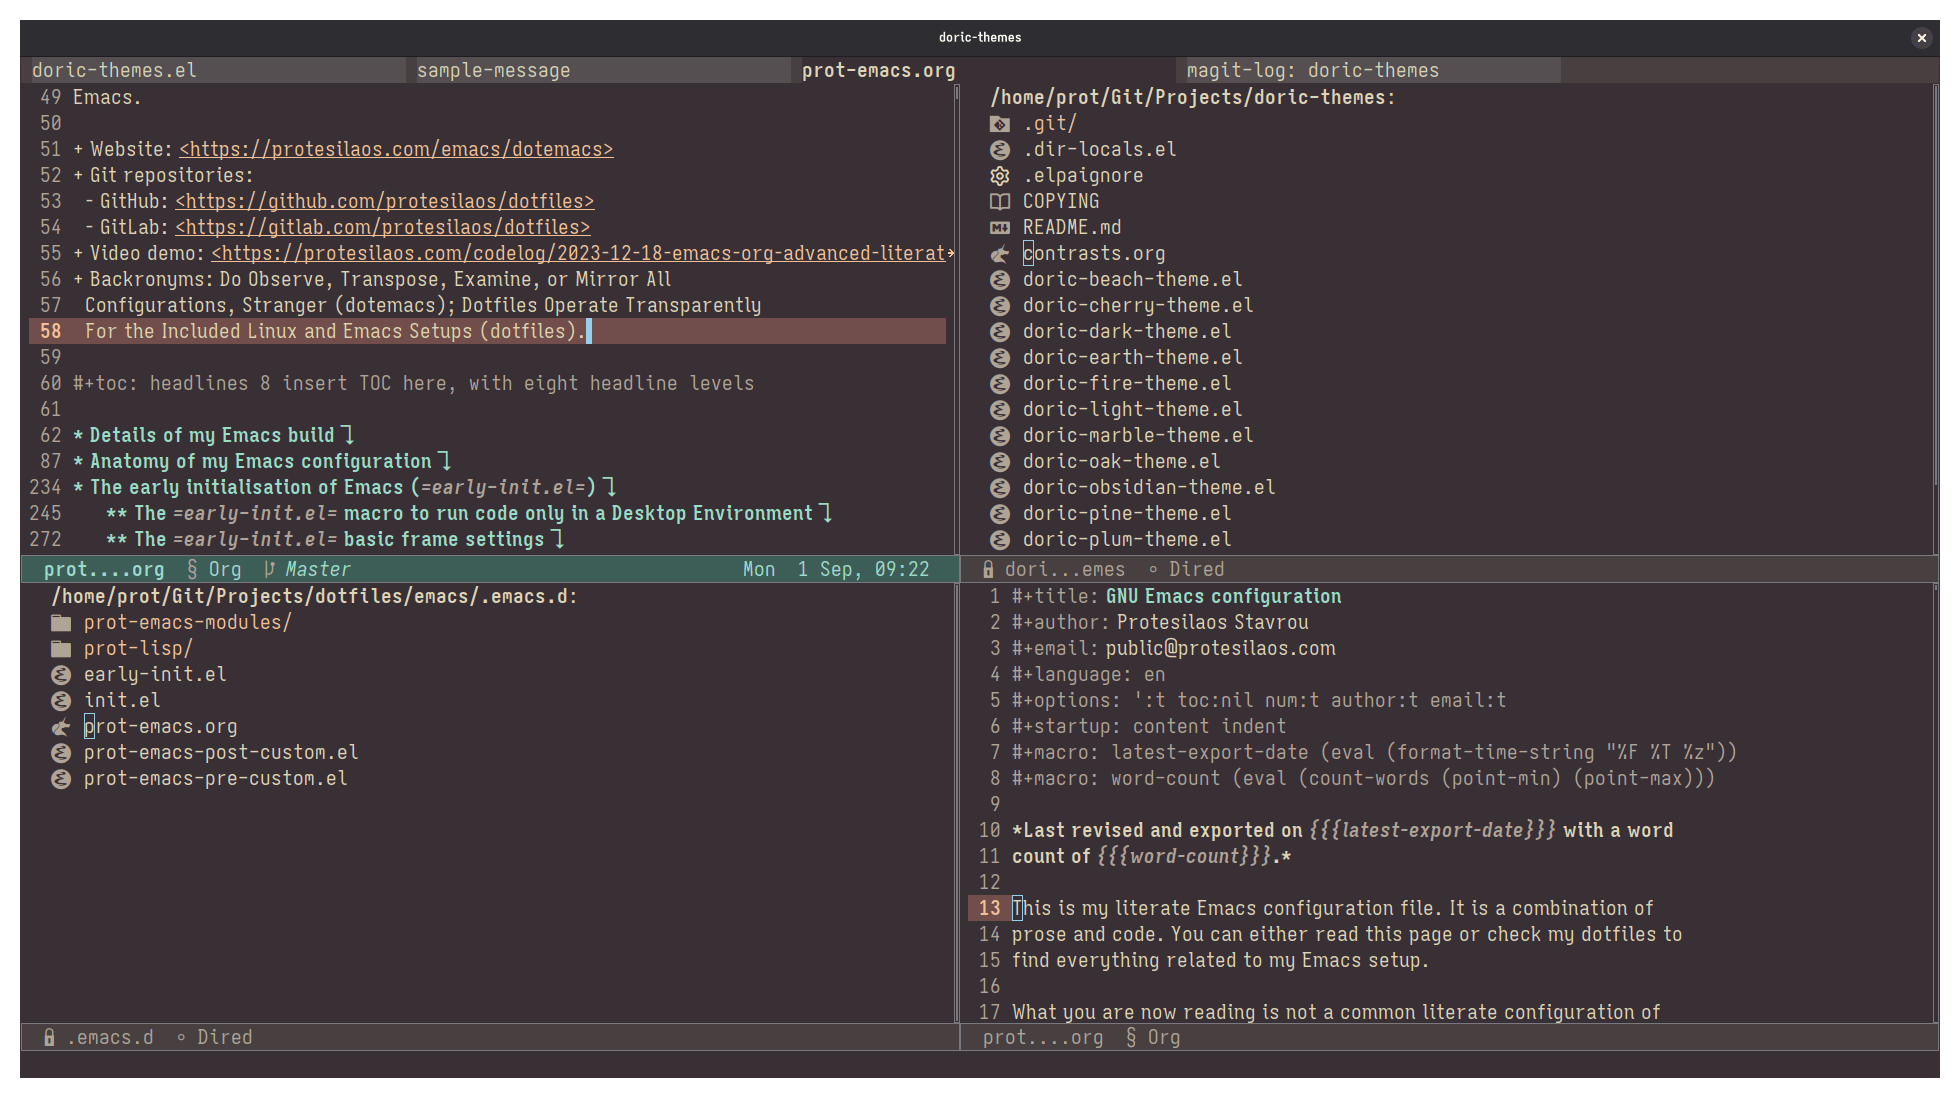 doric-themes
doric-themes.el
sample-message
prot-emacs.org
magit-log: doric-themes
49 Emacs.
50
51 + Website: <https://protesilaos.com/emacs/dotemacs>
52 + Git repositories:
53 - GitHub: <https://github.com/protesilaos/dotfiles>
54 - GitLab: <https://gitlab.com/protesilaos/dotfiles>
55 + Video demo: <https://protesilaos.com/codelog/2023-12-18-emacs-org-advanced-literat→
56 + Backronyms: Do Observe, Transpose, Examine, or Mirror All
57 Configurations, Stranger (dotemacs); Dotfiles Operate Transparently
58 For the Included Linux and Emacs Setups (dotfiles).
59
60 #+toc: headlines 8 insert TOC here, with eight headline levels
61
62 * Details of my Emacs build ⤵
87 * Anatomy of my Emacs configuration ⤵
234 * The early initialisation of Emacs (=early-init.el=) ⤵
245 ** The =early-init.el= macro to run code only in a Desktop Environment ⤵
272 ** The =early-init.el= basic frame settings ⤵
prot....org § Org Master Mon 1 Sep, 09:22
/home/prot/Git/Projects/doric-themes:
.git/
.dir-locals.el
.elpaignore
COPYING
README.md
contrasts.org
doric-beach-theme.el
doric-cherry-theme.el
doric-dark-theme.el
doric-earth-theme.el
doric-fire-theme.el
doric-light-theme.el
doric-marble-theme.el
doric-oak-theme.el
doric-obsidian-theme.el
doric-pine-theme.el
doric-plum-theme.el
dori...emes ∘ Dired
/home/prot/Git/Projects/dotfiles/emacs/.emacs.d:
prot-emacs-modules/
prot-lisp/
early-init.el
init.el
prot-emacs.org
prot-emacs-post-custom.el
prot-emacs-pre-custom.el
.emacs.d ∘ Dired
1 #+title: GNU Emacs configuration
2 #+author: Protesilaos Stavrou
3 #+email: public@protesilaos.com
4 #+language: en
5 #+options: ':t toc:nil num:t author:t email:t
6 #+startup: content indent
7 #+macro: latest-export-date (eval (format-time-string "%F %T %z"))
8 #+macro: word-count (eval (count-words (point-min) (point-max)))
9
10 *Last revised and exported on {{{latest-export-date}}} with a word
11 count of {{{word-count}}}.*
12
13 This is my literate Emacs configuration file. It is a combination of
14 prose and code. You can either read this page or check my dotfiles to
15 find everything related to my Emacs setup.
16
17 What you are now reading is not a common literate configuration of
prot....org § Org